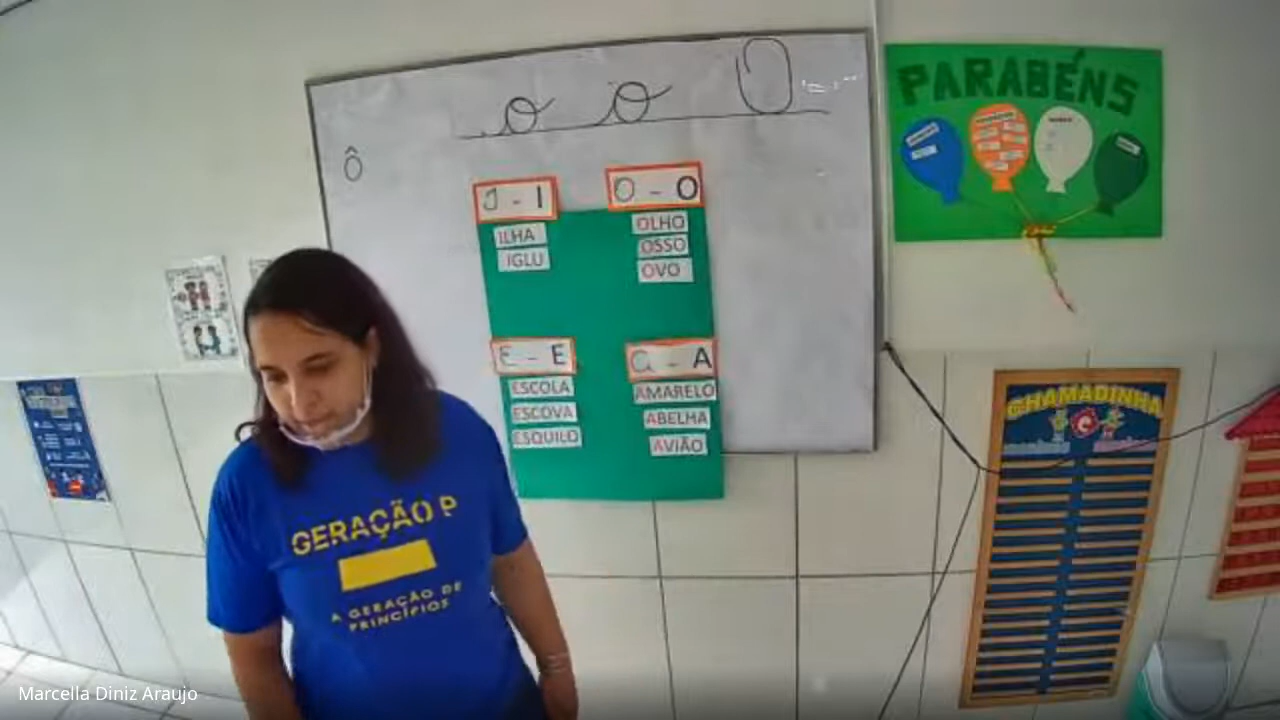 o o O
Ô
I - I
ILHA
IGLU
O - O
OLHO
OSSO
OVO
E - E
ESCOLA
ESCOVA
ESQUILO
a - A
AMARELO
ABELHA
AVIÃO
PARABÉNS
CHAMADINHA
GERAÇÃO P
A GERAÇÃO DE
PRINCÍPIOS
Marcella Diniz Araujo